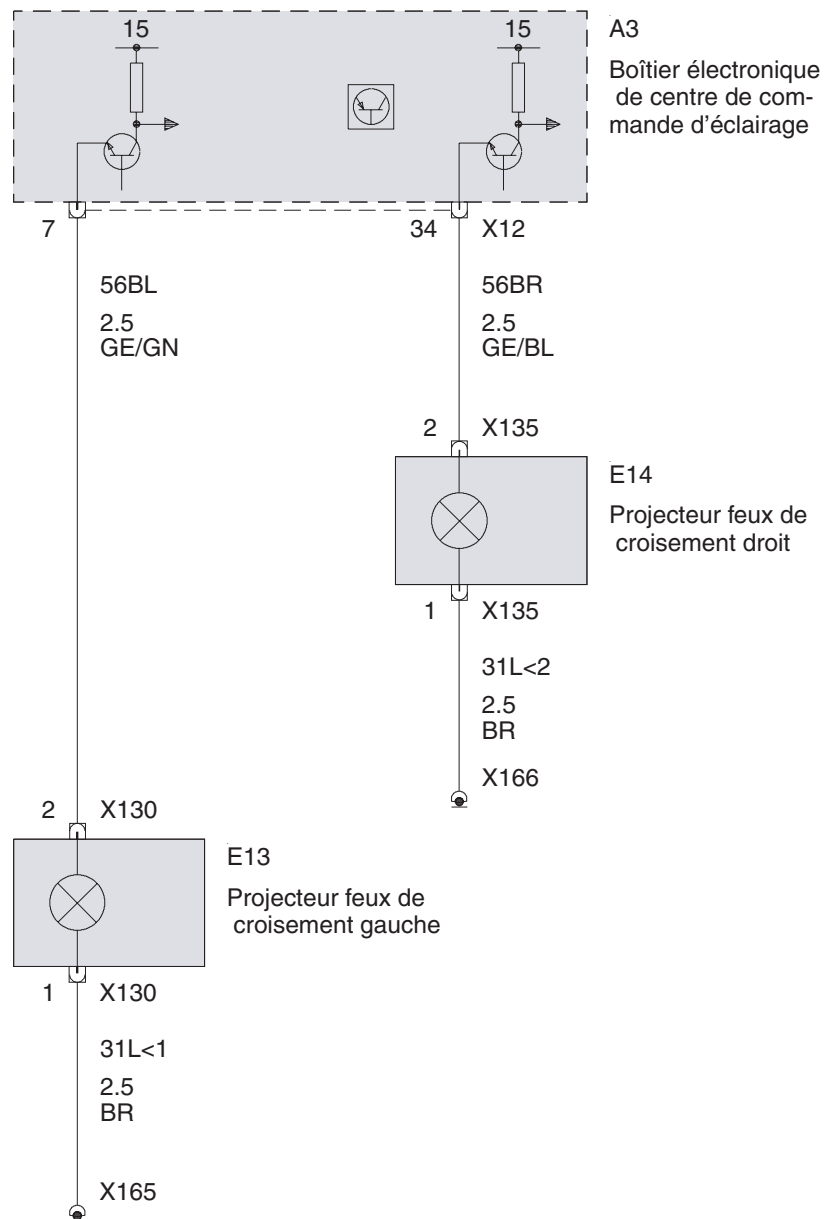 15
15
A3
Boîtier électronique
de centre de com-
mande d'éclairage
7
34 X12
56BL
2.5
GE/GN
56BR
2.5
GE/BL
2 X135
E14
Projecteur feux de
croisement droit
1 X135
31L<2
2.5
BR
X166
2 X130
E13
Projecteur feux de
croisement gauche
1 X130
31L<1
2.5
BR
X165